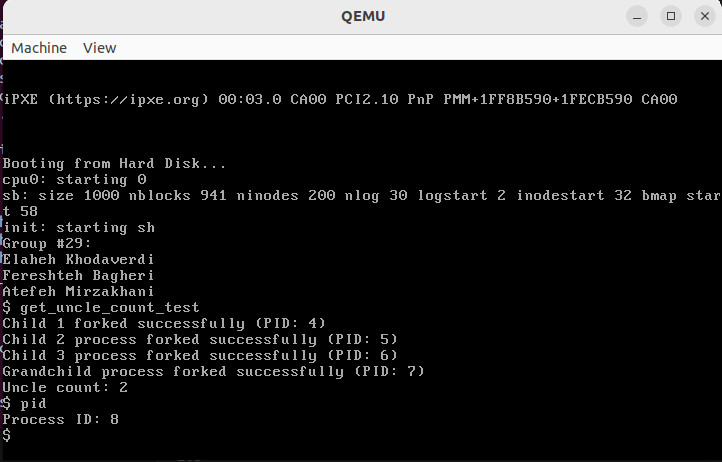 QEMU
Machine View
iPXE (https://ipxe.org) 00:03.0 CA00 PCI2.10 PnP PMM+1FF8B590+1FECB590 CA00
Booting from Hard Disk...
cpu0: starting 0
sb: size 1000 nblocks 941 ninodes 200 nlog 30 logstart 2 inodestart 32 bmap star
t 58
init: starting sh
Group #29:
Elaheh Khodaverdi
Fereshteh Bagheri
Atefeh Mirzakhani
$ get_uncle_count_test
Child 1 forked successfully (PID: 4)
Child 2 process forked successfully (PID: 5)
Child 3 process forked successfully (PID: 6)
Grandchild process forked successfully (PID: 7)
Uncle count: 2
$ pid
Process ID: 8
$